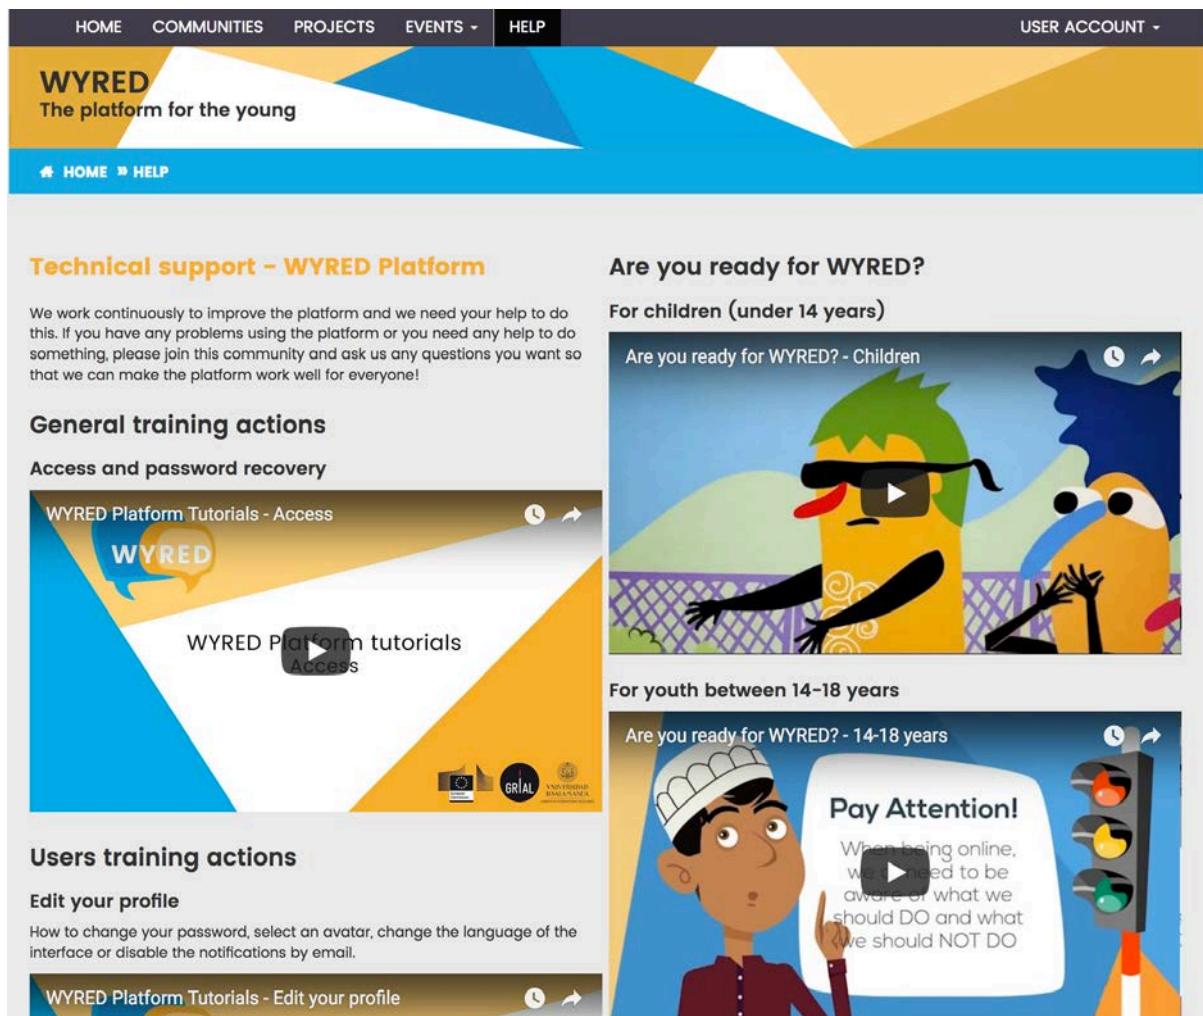 HOME COMMUNITIES PROJECTS EVENTS HELP USER ACCOUNT
WYRED
The platform for the young
HOME » HELP
Technical support - WYRED Platform
We work continuously to improve the platform and we need your help to do
this. If you have any problems using the platform or you need any help to do
something, please join this community and ask us any questions you want so
that we can make the platform work well for everyone!
General training actions
Access and password recovery
WYRED Platform Tutorials - Access
WYRED
WYRED Platform tutorials
Access
GRIAL
Users training actions
Edit your profile
How to change your password, select an avatar, change the language of the
interface or disable the notifications by email.
WYRED Platform Tutorials - Edit your profile
Are you ready for WYRED?
For children (under 14 years)
Are you ready for WYRED? - Children
For youth between 14-18 years
Are you ready for WYRED? - 14-18 years
Pay Attention!
When being online,
we need to be
aware of what we
should DO and what
we should NOT DO